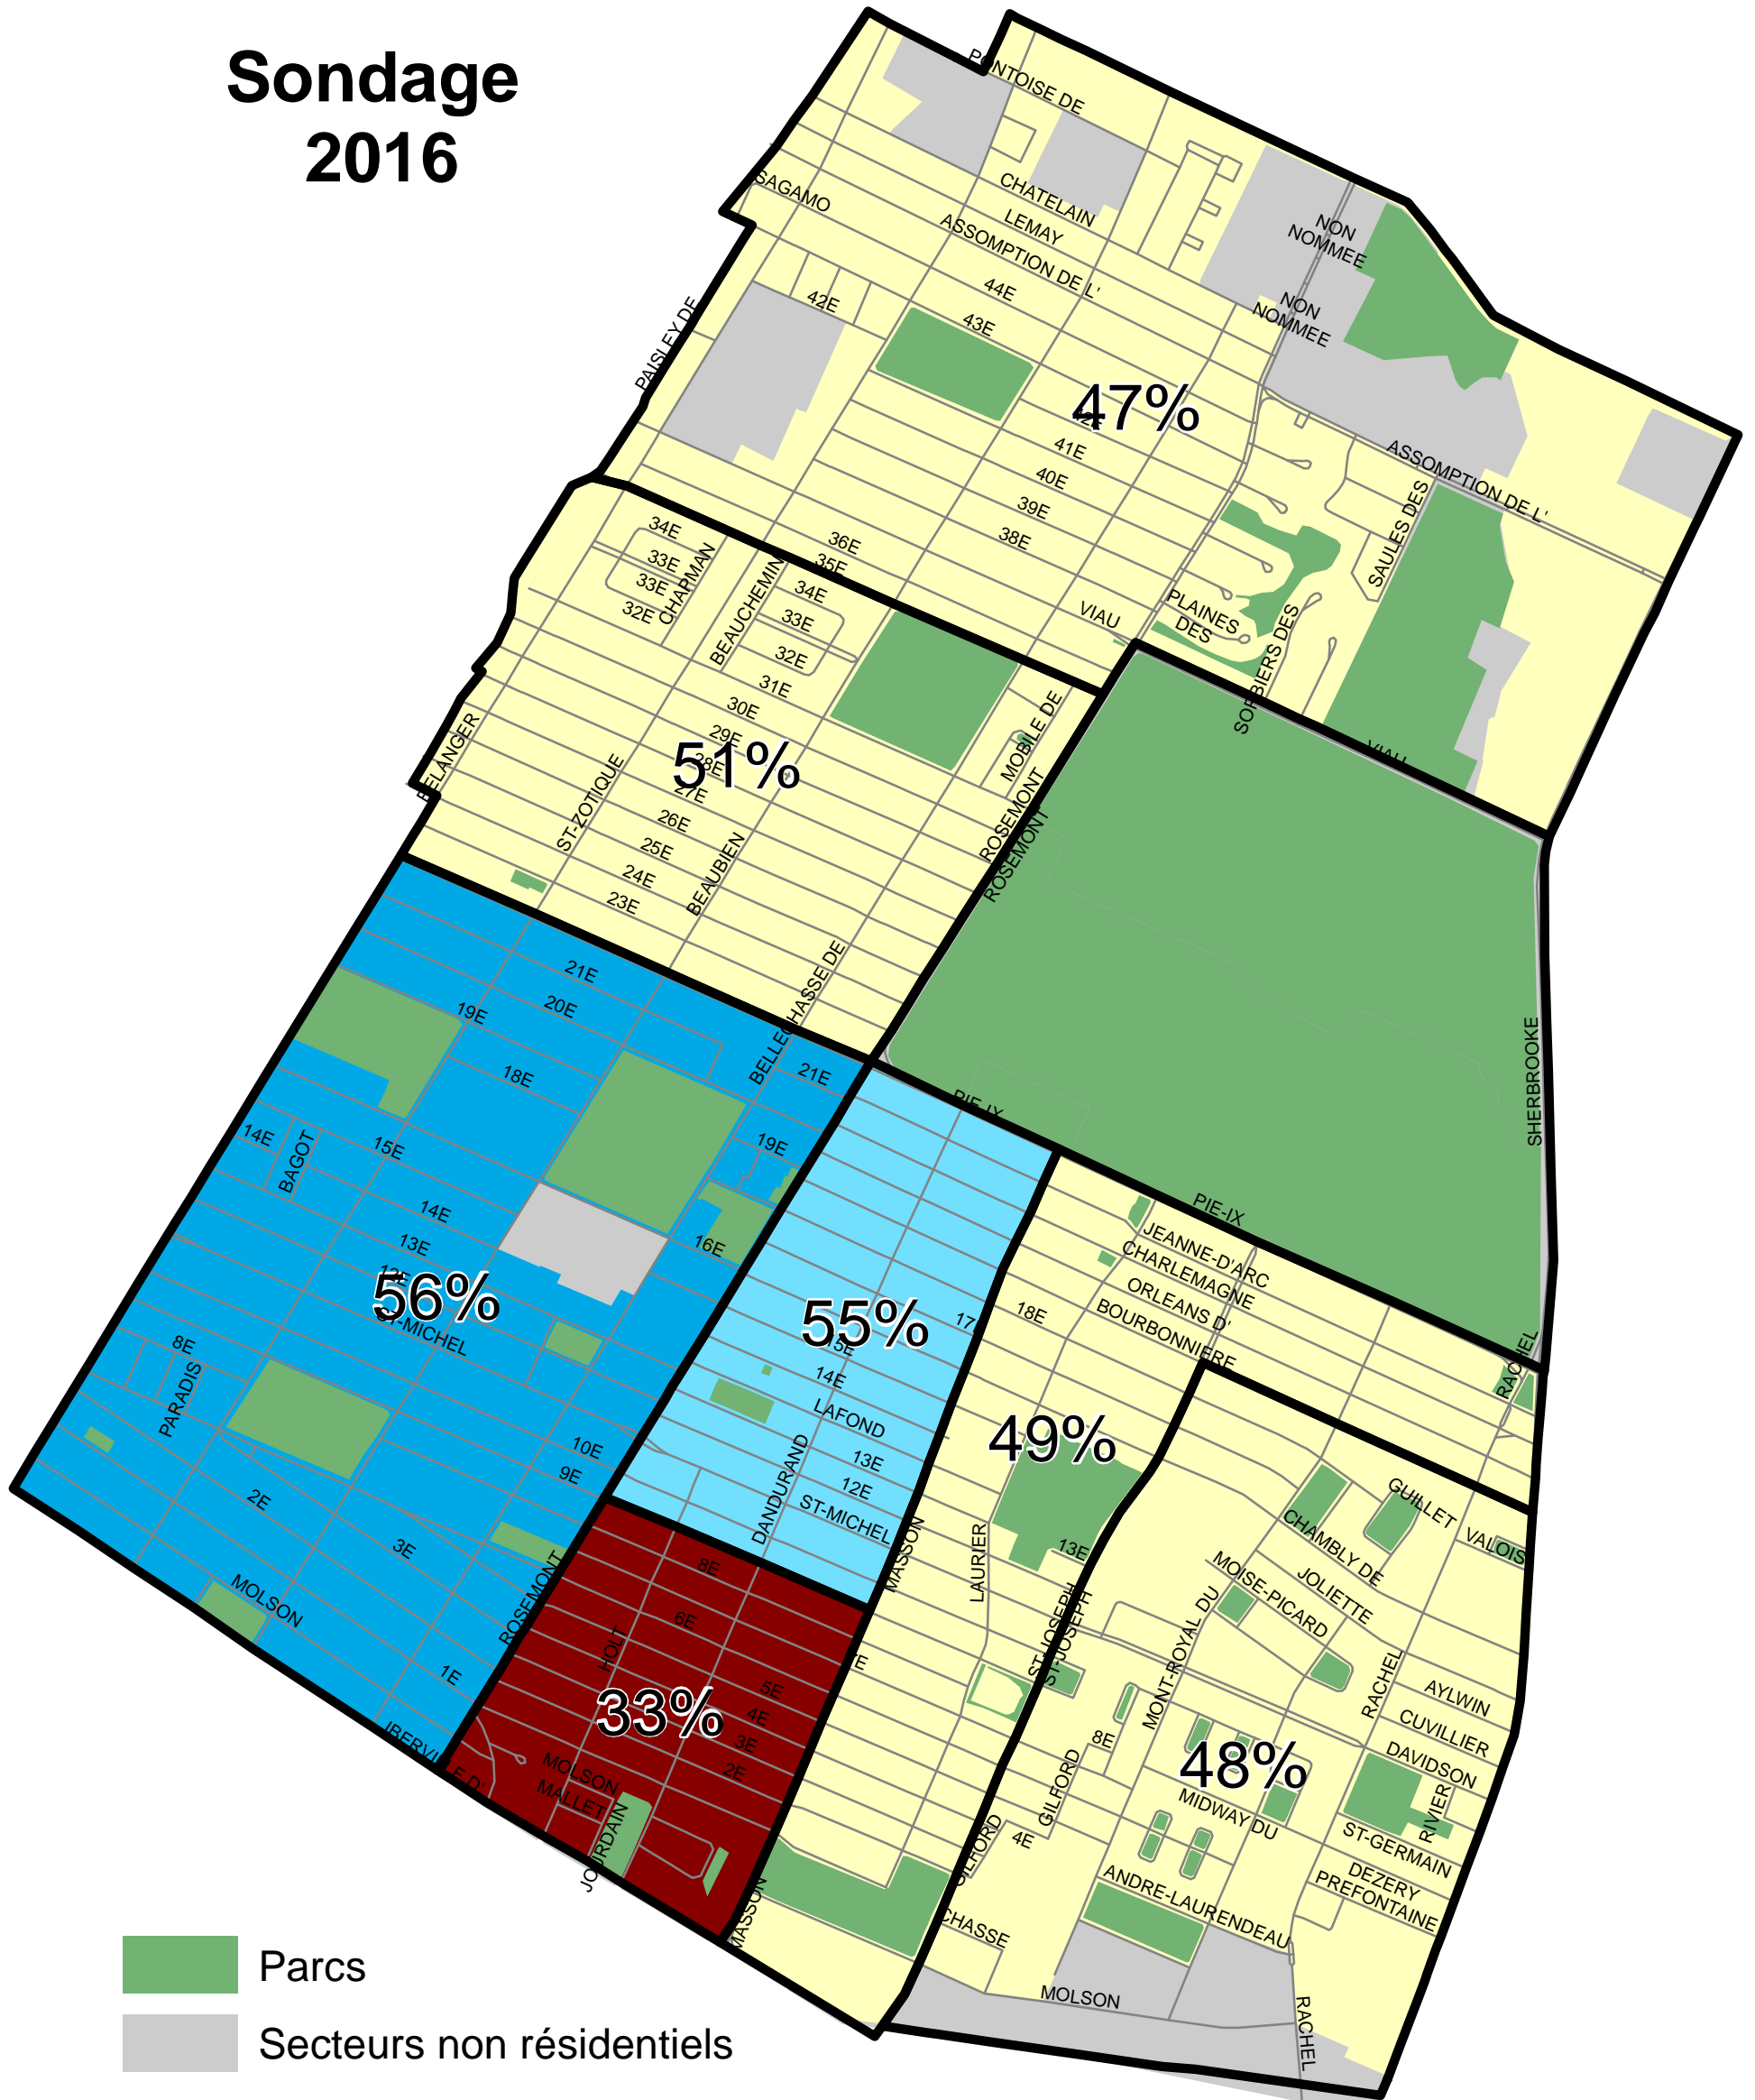 Sondage
2016
PONTOISE DE
SAGAMO
CHATELAIN
LEMAY
ASSOMPTION DE L'
NON
NOMMEE
NON
NOMMEE
44E
43E
42E
PAISLEY DE
47%
42E
41E
40E
39E
38E
ASSOMPTION DE L'
SAULES DES
36E
35E
VIAU
PLAINES
DES
SORBIERS DES
VIAU
34E
33E
33E
32E
CHAPMAN
BEAUCHEMIN
34E
33E
32E
31E
30E
29E
28E
27E
51%
26E
25E
24E
23E
BELANGER
ST-ZOTIQUE
BEAUBIEN
MOBILE DE
ROSEMONT
ROSEMONT
BELLECHASSE DE
21E
20E
19E
18E
21E
19E
PIE-IX
SHERBROOKE
14E
BAGOT
15E
14E
13E
12E
16E
56%
ST-MICHEL
8E
PARADIS
10E
9E
2E
3E
MOLSON
1E
ROSEMONT
IBERVILLE D'
55%
17
15E
14E
LAFOND
13E
12E
ST-MICHEL
DANDURAND
MASSON
PIE-IX
JEANNE-D'ARC
CHARLEMAGNE
ORLEANS D'
BOURBONNIERE
18E
RACHEL
49%
LAURIER
13E
ST-JOSEPH
ST-JOSEPH
GUILLET
VALOIS
CHAMBLY DE
JOLIETTE
MOISE-PICARD
MONT-ROYAL DU
RACHEL
AYLWIN
CUVILLIER
DAVIDSON
RIVIER
ST-GERMAIN
DEZERY
PREFONTAINE
48%
8E
GILFORD
MIDWAY DU
4E
GILFORD
ANDRE-LAURENDEAU
CHASSE
MOLSON
RACHEL
8E
6E
HOLT
5E
4E
3E
2E
33%
MOLSON
MALLET
JOURDAIN
MASSON
Parcs
Secteurs non résidentiels